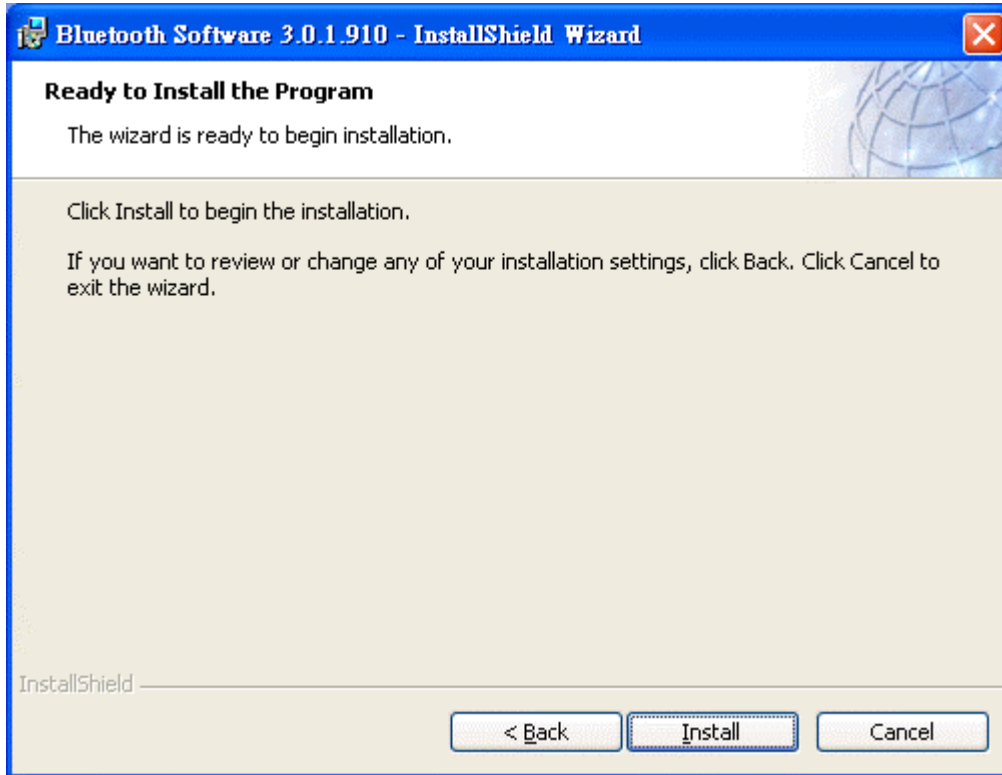 Bluetooth Software 3.0.1.910 - InstallShield Wizard
Ready to Install the Program
The wizard is ready to begin installation.
Click Install to begin the installation.
If you want to review or change any of your installation settings, click Back. Click Cancel to
exit the wizard.
InstallShield
< Back
Install
Cancel